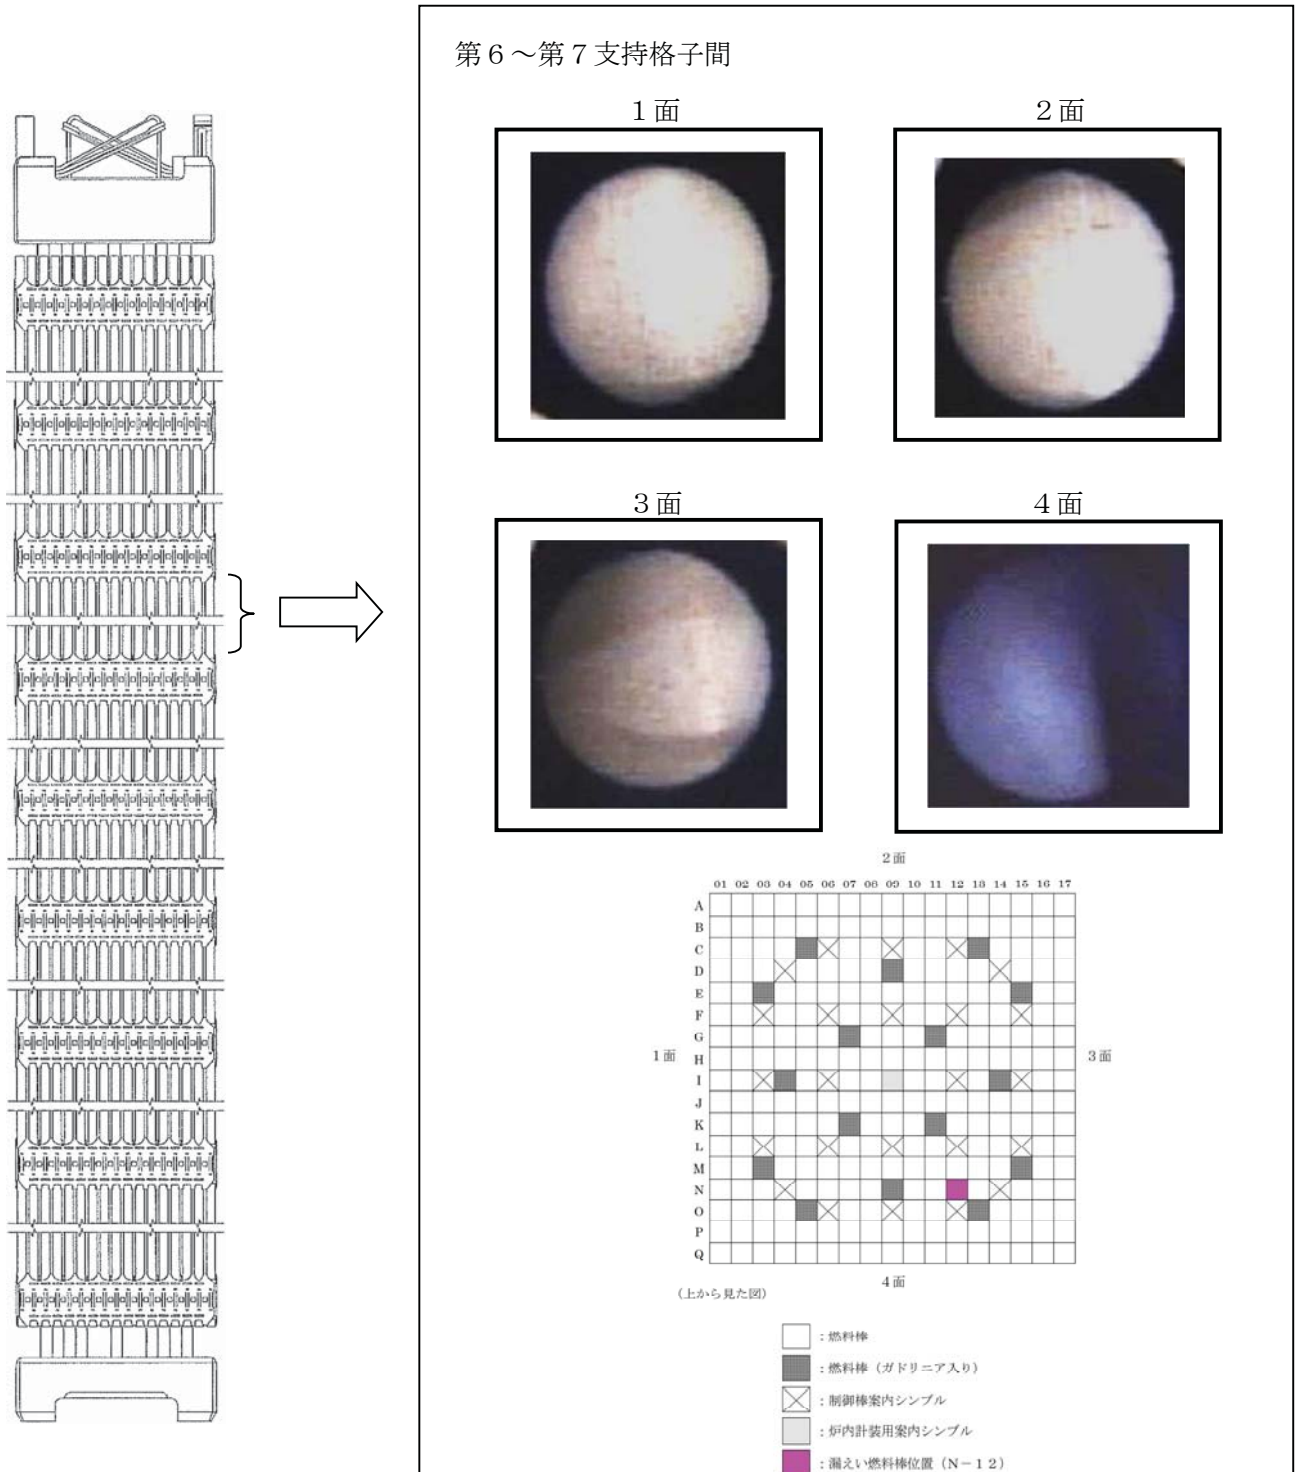 第６～第７支持格子間
１面
２面
３面
４面
２面
01 02 03 04 05 06 07 08 09 10 11 12 13 14 15 16 17
A
B
C
D
E
F
G
H
１面
３面
I
J
K
L
M
N
O
P
Q
４面
（上から見た図）
：燃料棒
：燃料棒（ガドリニア入り）
：制御棒案内シンブル
：炉内計装用案内シンブル
：漏えい燃料棒位置（Ｎ－１２）